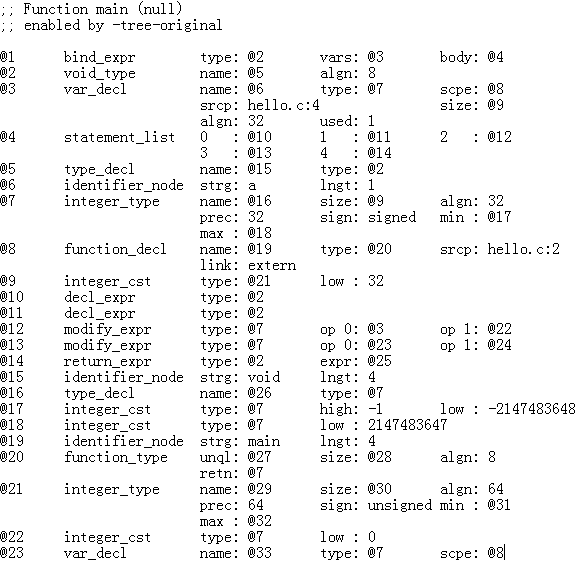 ;; Function main (null)
;; enabled by -tree-original
@1 bind_expr type: @2 vars: @3 body: @4
@2 void_type name: @5 algn: 8
@3 var_decl name: @6 type: @7 scpe: @8
srcp: hello.c:4 size: @9
algn: 32 used: 1
@4 statement_list 0 : @10 1 : @11 2 : @12
3 : @13 4 : @14
@5 type_decl name: @15 type: @2
@6 identifier_node strg: a lngt: 1
@7 integer_type name: @16 size: @9 algn: 32
prec: 32 sign: signed min : @17
max : @18
@8 function_decl name: @19 type: @20 srcp: hello.c:2
link: extern
@9 integer_cst type: @21 low : 32
@10 decl_expr type: @2
@11 decl_expr type: @2
@12 modify_expr type: @7 op 0: @3 op 1: @22
@13 modify_expr type: @7 op 0: @23 op 1: @24
@14 return_expr type: @2 expr: @25
@15 identifier_node strg: void lngt: 4
@16 type_decl name: @26 type: @7
@17 integer_cst type: @7 high: -1 low : -2147483648
@18 integer_cst type: @7 low : 2147483647
@19 identifier_node strg: main lngt: 4
@20 function_type unql: @27 size: @28 algn: 8
retn: @7
@21 integer_type name: @29 size: @30 algn: 64
prec: 64 sign: unsigned min : @31
max : @32
@22 integer_cst type: @7 low : 0
@23 var_decl name: @33 type: @7 scpe: @8